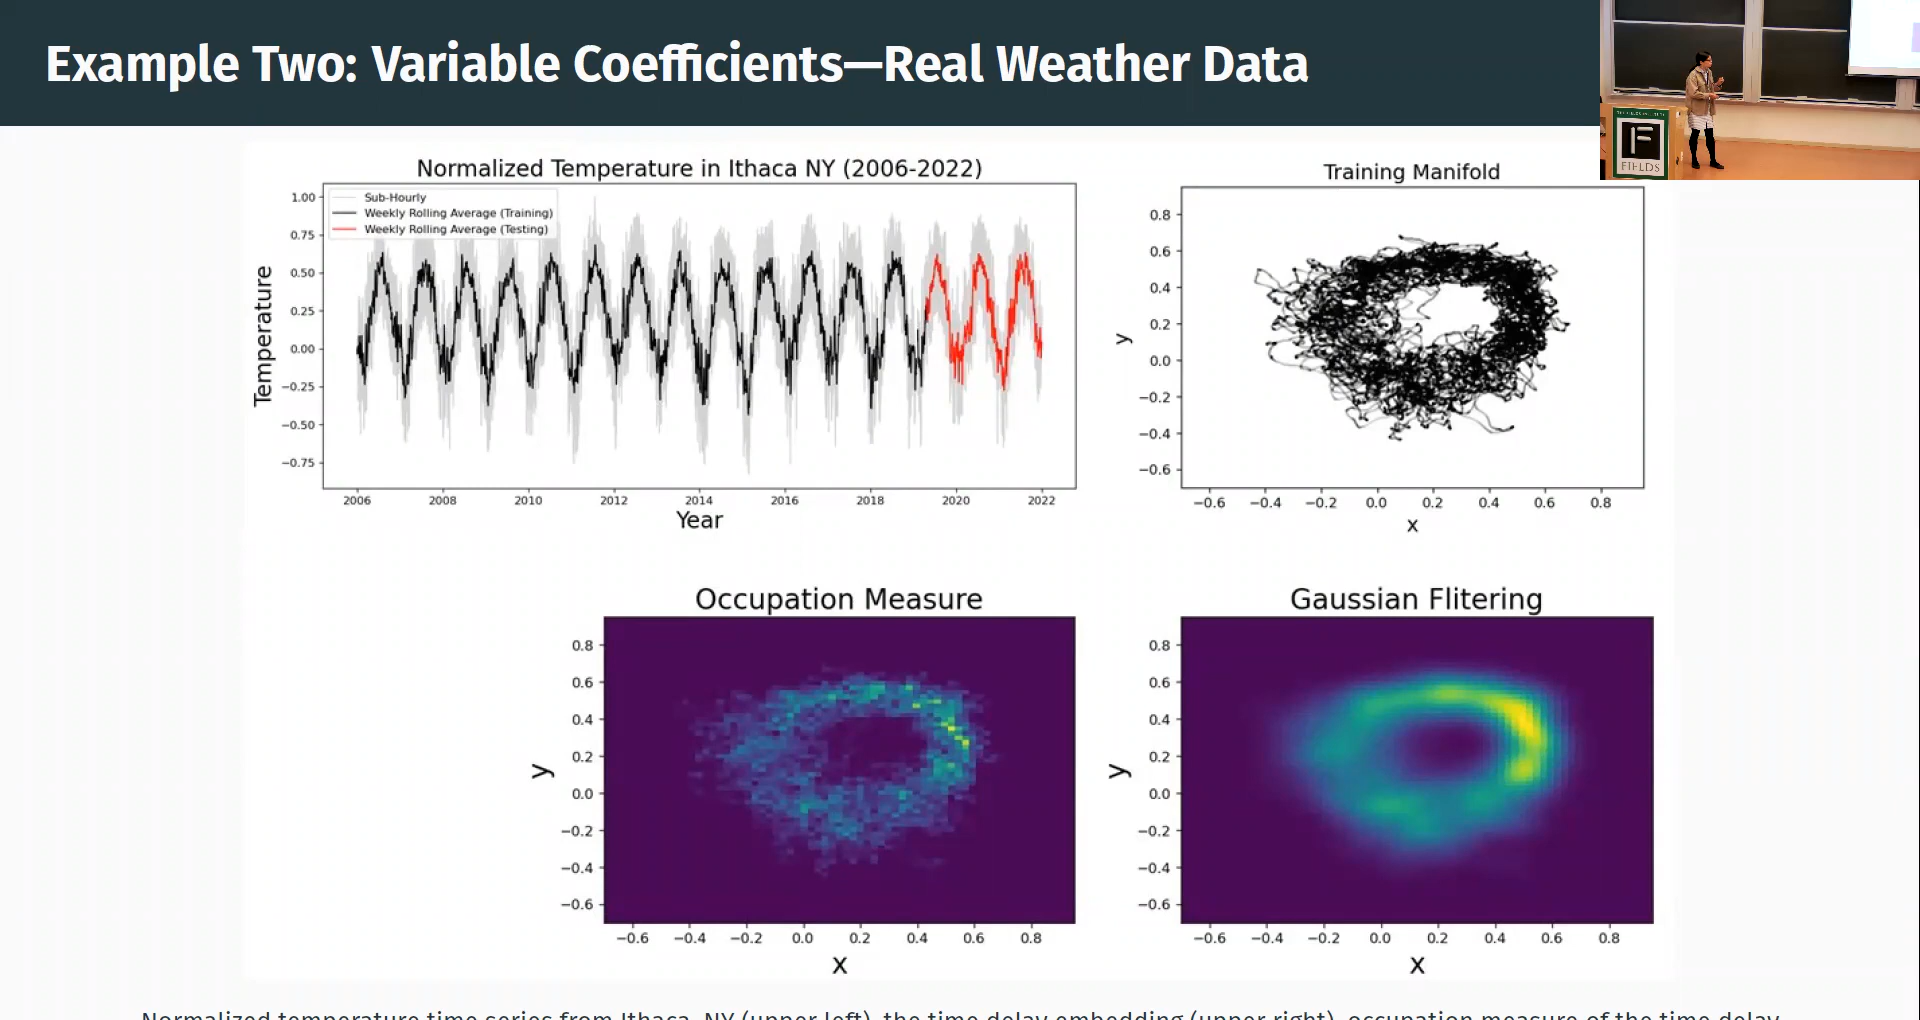 Example Two: Variable Coefficients—Real Weather Data
THE FIELDS INSTITUTE
FIELDS
Normalized Temperature in Ithaca NY (2006-2022)
Sub-Hourly
Weekly Rolling Average (Training)
Weekly Rolling Average (Testing)
Temperature
1.00
0.75
0.50
0.25
0.00
−0.25
−0.50
−0.75
2006 2008 2010 2012 2014 2016 2018 2020 2022
Year
Training Manifold
y
0.8
0.6
0.4
0.2
0.0
−0.2
−0.4
−0.6
−0.6 −0.4 −0.2 0.0 0.2 0.4 0.6 0.8
x
Occupation Measure
y
0.8
0.6
0.4
0.2
0.0
−0.2
−0.4
−0.6
−0.6 −0.4 −0.2 0.0 0.2 0.4 0.6 0.8
x
Gaussian Flitering
y
0.8
0.6
0.4
0.2
0.0
−0.2
−0.4
−0.6
−0.6 −0.4 −0.2 0.0 0.2 0.4 0.6 0.8
x
Normalized temperature time series from Ithaca, NY (upper left), the time delay embedding (upper right), occupation measure of the time delay